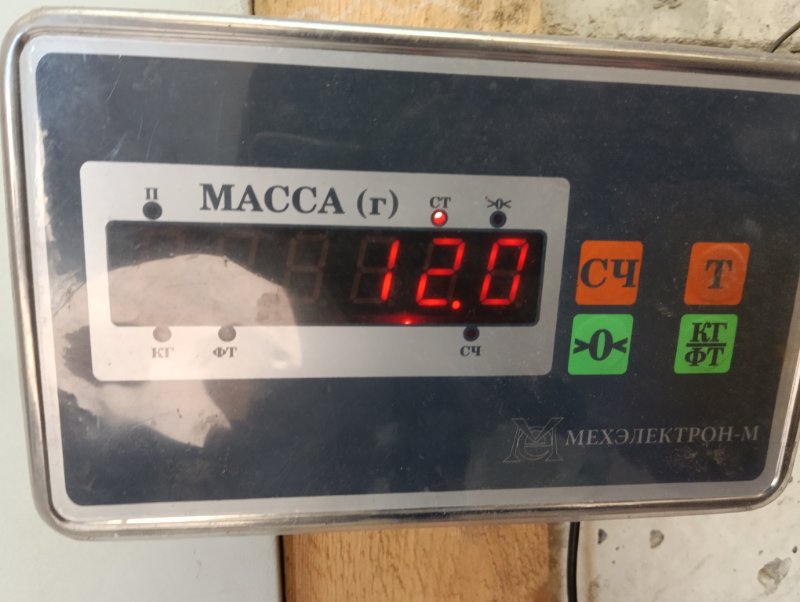 П МАССА (г) СТ >0<
12.0
КГ ФТ СЧ
СЧ Т
>0< КГ/ФТ
МЕХЭЛЕКТРОН-М